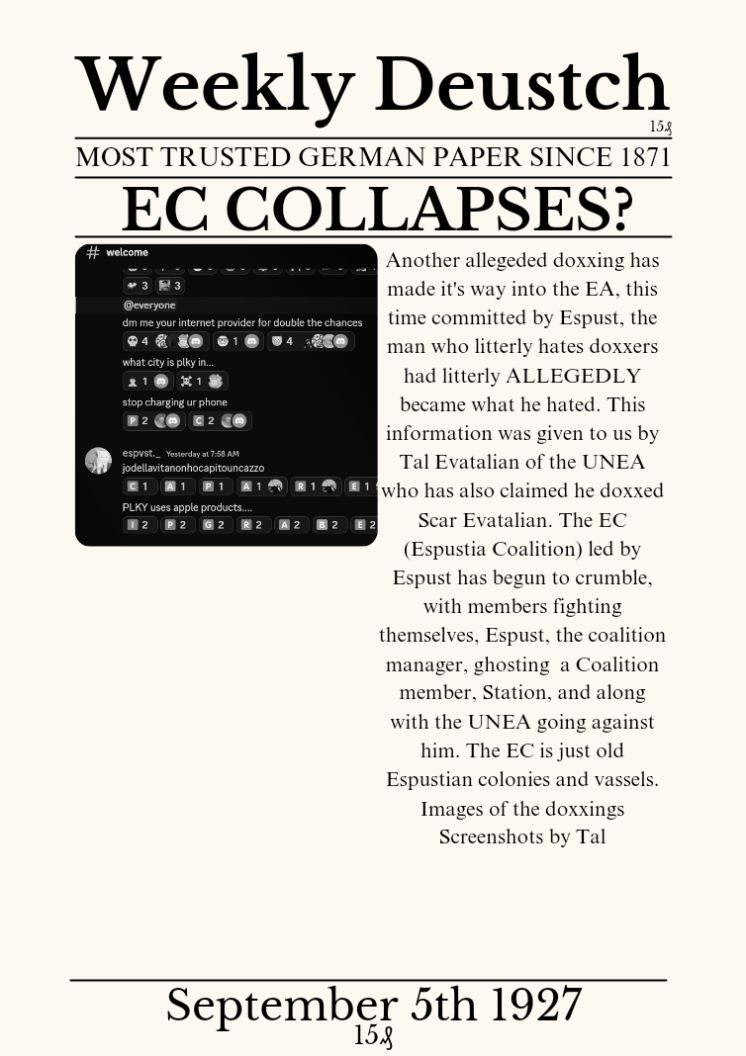 Weekly Deustch
15₰
MOST TRUSTED GERMAN PAPER SINCE 1871
EC COLLAPSES?
# welcome
3 3
@everyone
dm me your internet provider for double the chances
4 1 4
what city is plky in...
1 1
stop charging ur phone
P 2 C 2
espvst._ Yesterday at 7:58 AM
jodellavitanonhocapitouncazzo
C 1 A 1 P 1 A 1 R 1 E 1
PLKY uses apple products....
I 2 P 2 G 2 R 2 A 2 B 2 E 2
Another allegeded doxxing has
made it's way into the EA, this
time committed by Espust, the
man who litterly hates doxxers
had litterly ALLEGEDLY
became what he hated. This
information was given to us by
Tal Evatalian of the UNEA
who has also claimed he doxxed
Scar Evatalian. The EC
(Espustia Coalition) led by
Espust has begun to crumble,
with members fighting
themselves, Espust, the coalition
manager, ghosting  a Coalition
member, Station, and along
with the UNEA going against
him. The EC is just old
Espustian colonies and vassels.
Images of the doxxings
Screenshots by Tal
September 5th 1927
15₰